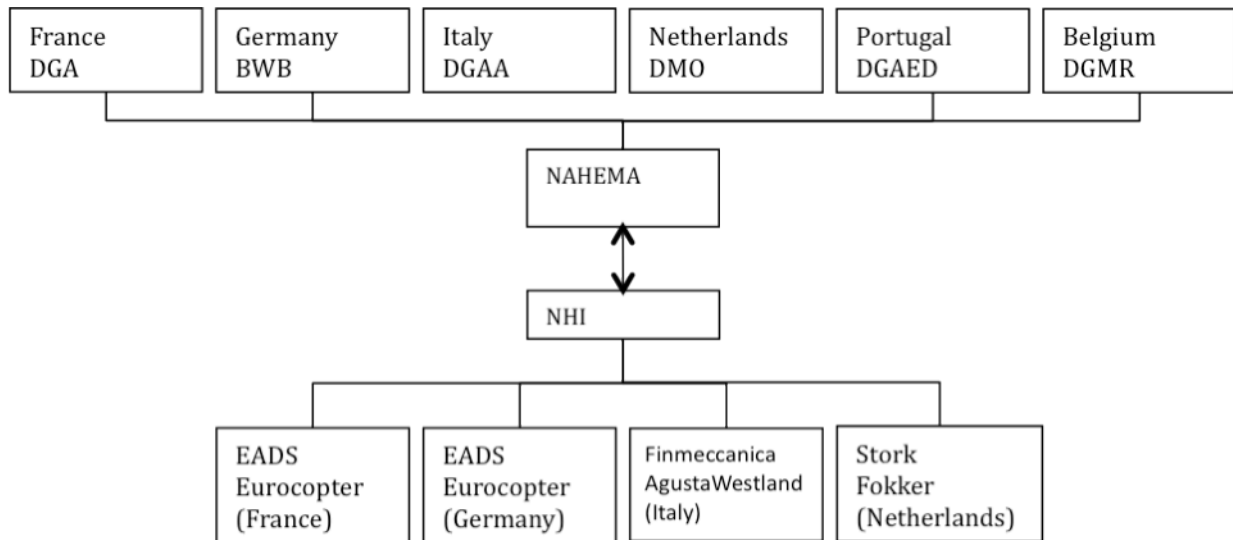 France
DGA
Germany
BWB
Italy
DGAA
Netherlands
DMO
Portugal
DGAED
Belgium
DGMR
NAHEMA
NHI
EADS
Eurocopter
(France)
EADS
Eurocopter
(Germany)
Finmeccanica
AgustaWestland
(Italy)
Stork
Fokker
(Netherlands)